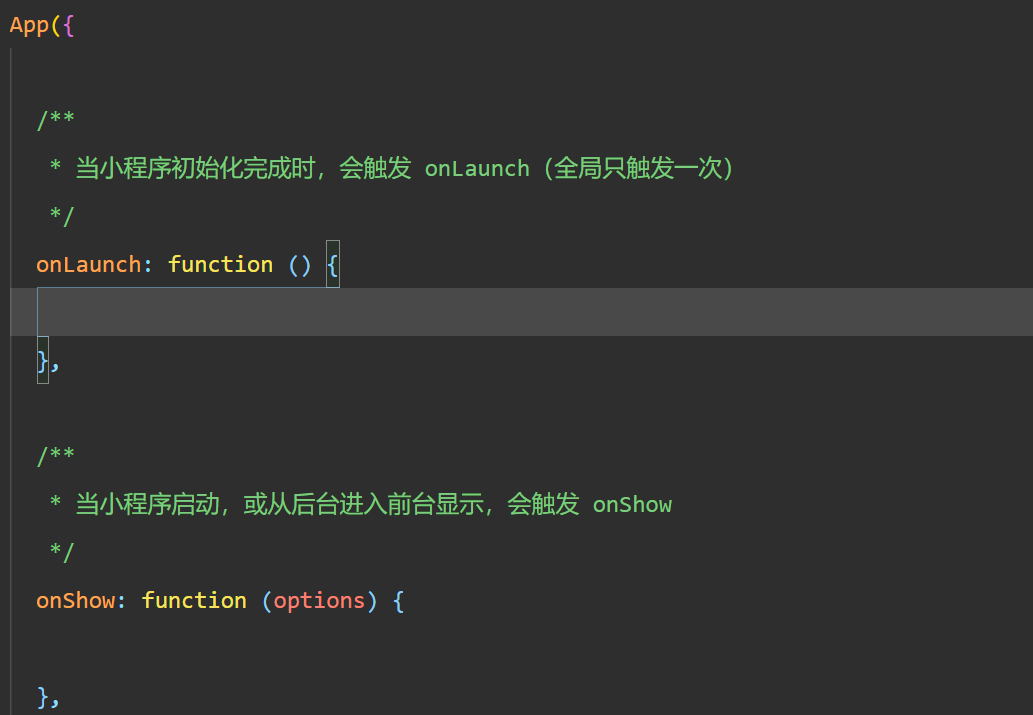 App({
/**
* 当小程序初始化完成时，会触发 onLaunch（全局只触发一次）
*/
onLaunch: function () {
},
/**
* 当小程序启动，或从后台进入前台显示，会触发 onShow
*/
onShow: function (options) {
},